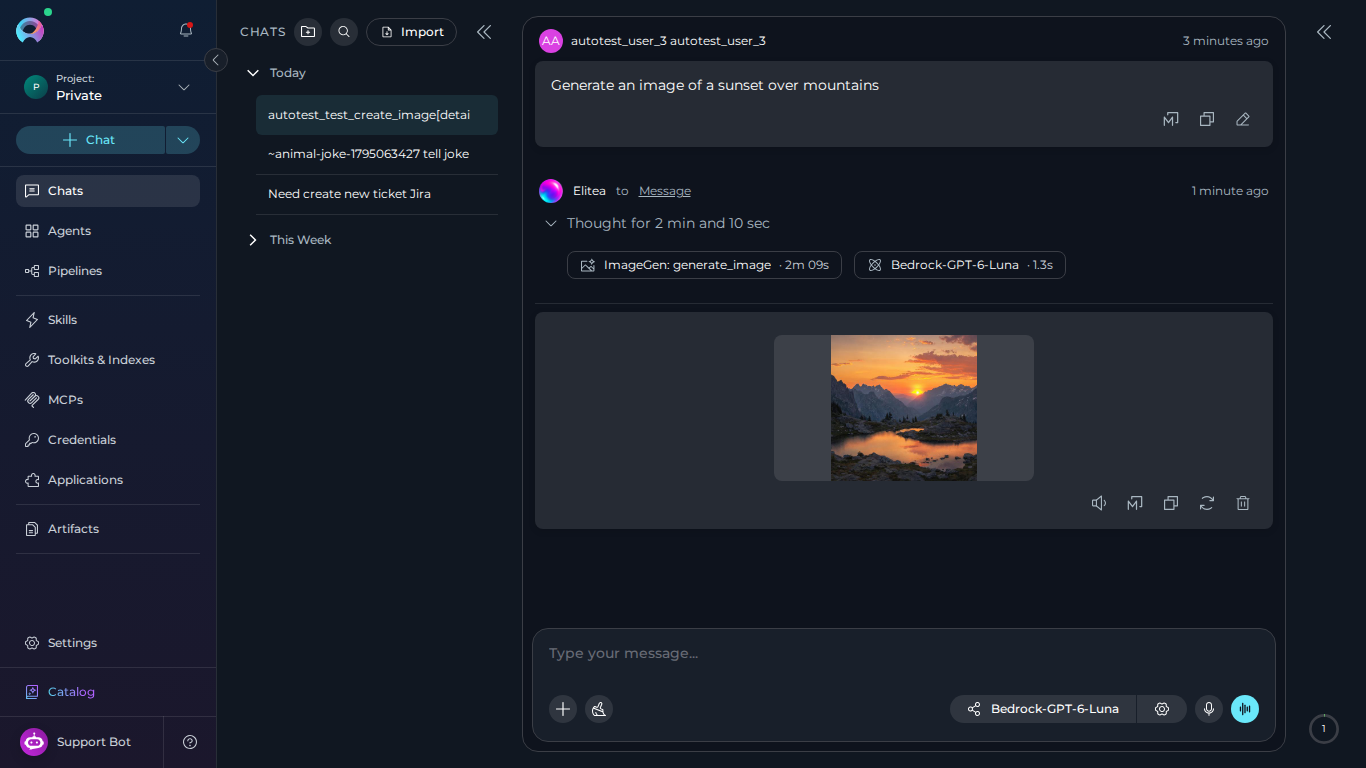 P
Project:
Private
Chat
Chats
Agents
Pipelines
Skills
Toolkits & Indexes
MCPs
Credentials
Applications
Artifacts
Settings
Catalog
Support Bot
CHATS
Import
Today
autotest_test_create_image[detai
~animal-joke-1795063427 tell joke
Need create new ticket Jira
This Week
AA autotest_user_3 autotest_user_3 3 minutes ago
Generate an image of a sunset over mountains
Elitea to Message 1 minute ago
Thought for 2 min and 10 sec
ImageGen: generate_image · 2m 09s Bedrock-GPT-6-Luna · 1.3s
Type your message...
Bedrock-GPT-6-Luna
1